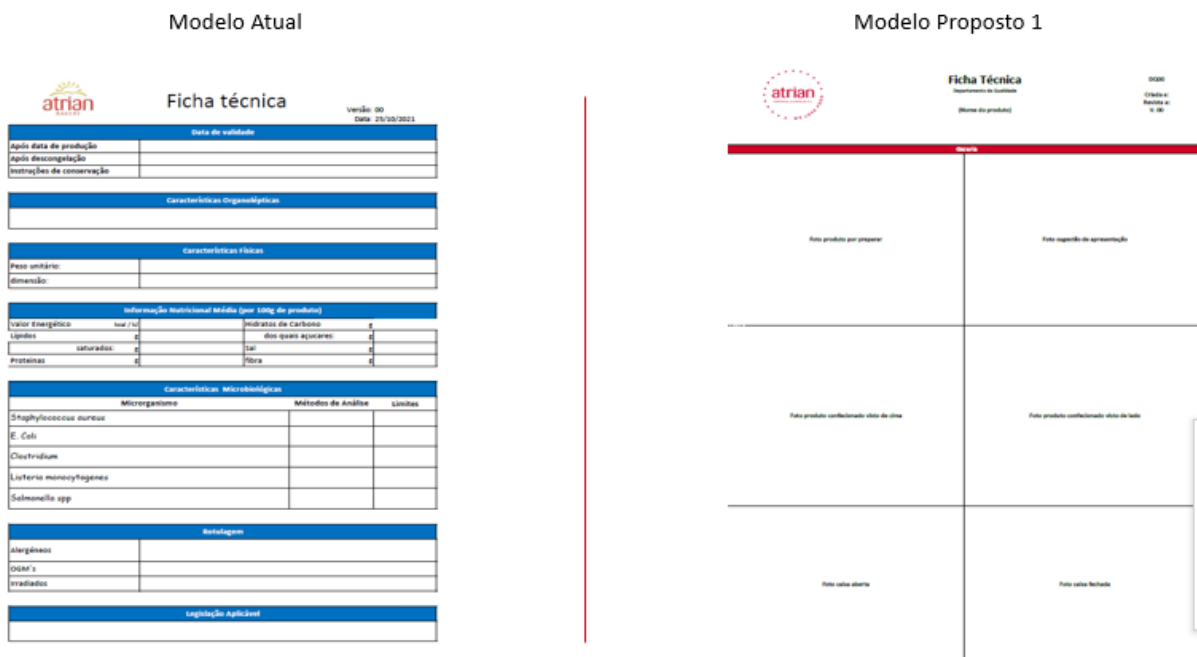 Modelo Atual
atrian
BAKERS
Ficha técnica
Versão: 00
Data: 25/10/2021
Data de validade
Após data de produção
Após descongelação
Instruções de conservação
Características Organolépticas
Características Físicas
Peso unitário:
dimensão:
Informação Nutricional Média (por 100g de produto)
Valor Energético kcal / kJ Hidratos de Carbono g
Lípidos g dos quais açucares: g
saturados: g Sal g
Proteínas g fibra g
Características Microbiológicas
Microrganismo Métodos de Análise Limites
Staphylococcus aureus
E. Coli
Clostridium
Listeria monocytogenes
Salmonella spp
Rotulagem
Alergéneos
OGM´s
Irradiados
Legislação Aplicável
Modelo Proposto 1
atrian
Ficha Técnica
Departamento de Qualidade
(Nome do produto)
Criada a:
Revista a:
V. 00
Galeria
Foto produto por preparar
Foto sugestão de apresentação
Foto produto confecionado visto de cima
Foto produto confecionado visto de lado
Foto caixa aberta
Foto caixa fechada